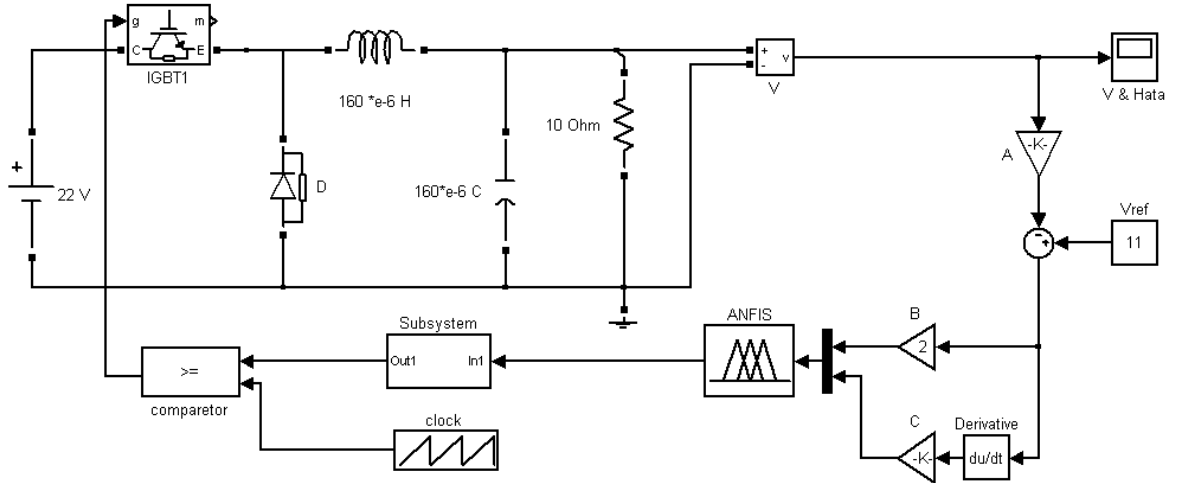 g
m
C
E
IGBT1
160 *e-6 H
+
22 V
D
160*e-6 C
10 Ohm
+
-
v
V
V & Hata
A
-K-
Vref
-
+
11
Subsystem
ANFIS
B
2
Out1
In1
>=
comparetor
clock
C
-K-
Derivative
du/dt